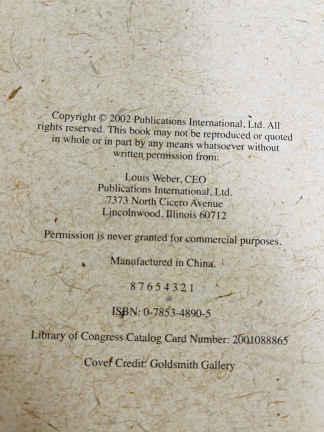 Copyright © 2002 Publications International, Ltd. All
rights reserved. This book may not be reproduced or quoted
in whole or in part by any means whatsoever without
written permission from:
Louis Weber, CEO
Publications International, Ltd.
7373 North Cicero Avenue
Lincolnwood, Illinois 60712
Permission is never granted for commercial purposes.
Manufactured in China.
8 7 6 5 4 3 2 1
ISBN: 0-7853-4890-5
Library of Congress Catalog Card Number: 2001088865
Cover Credit: Goldsmith Gallery